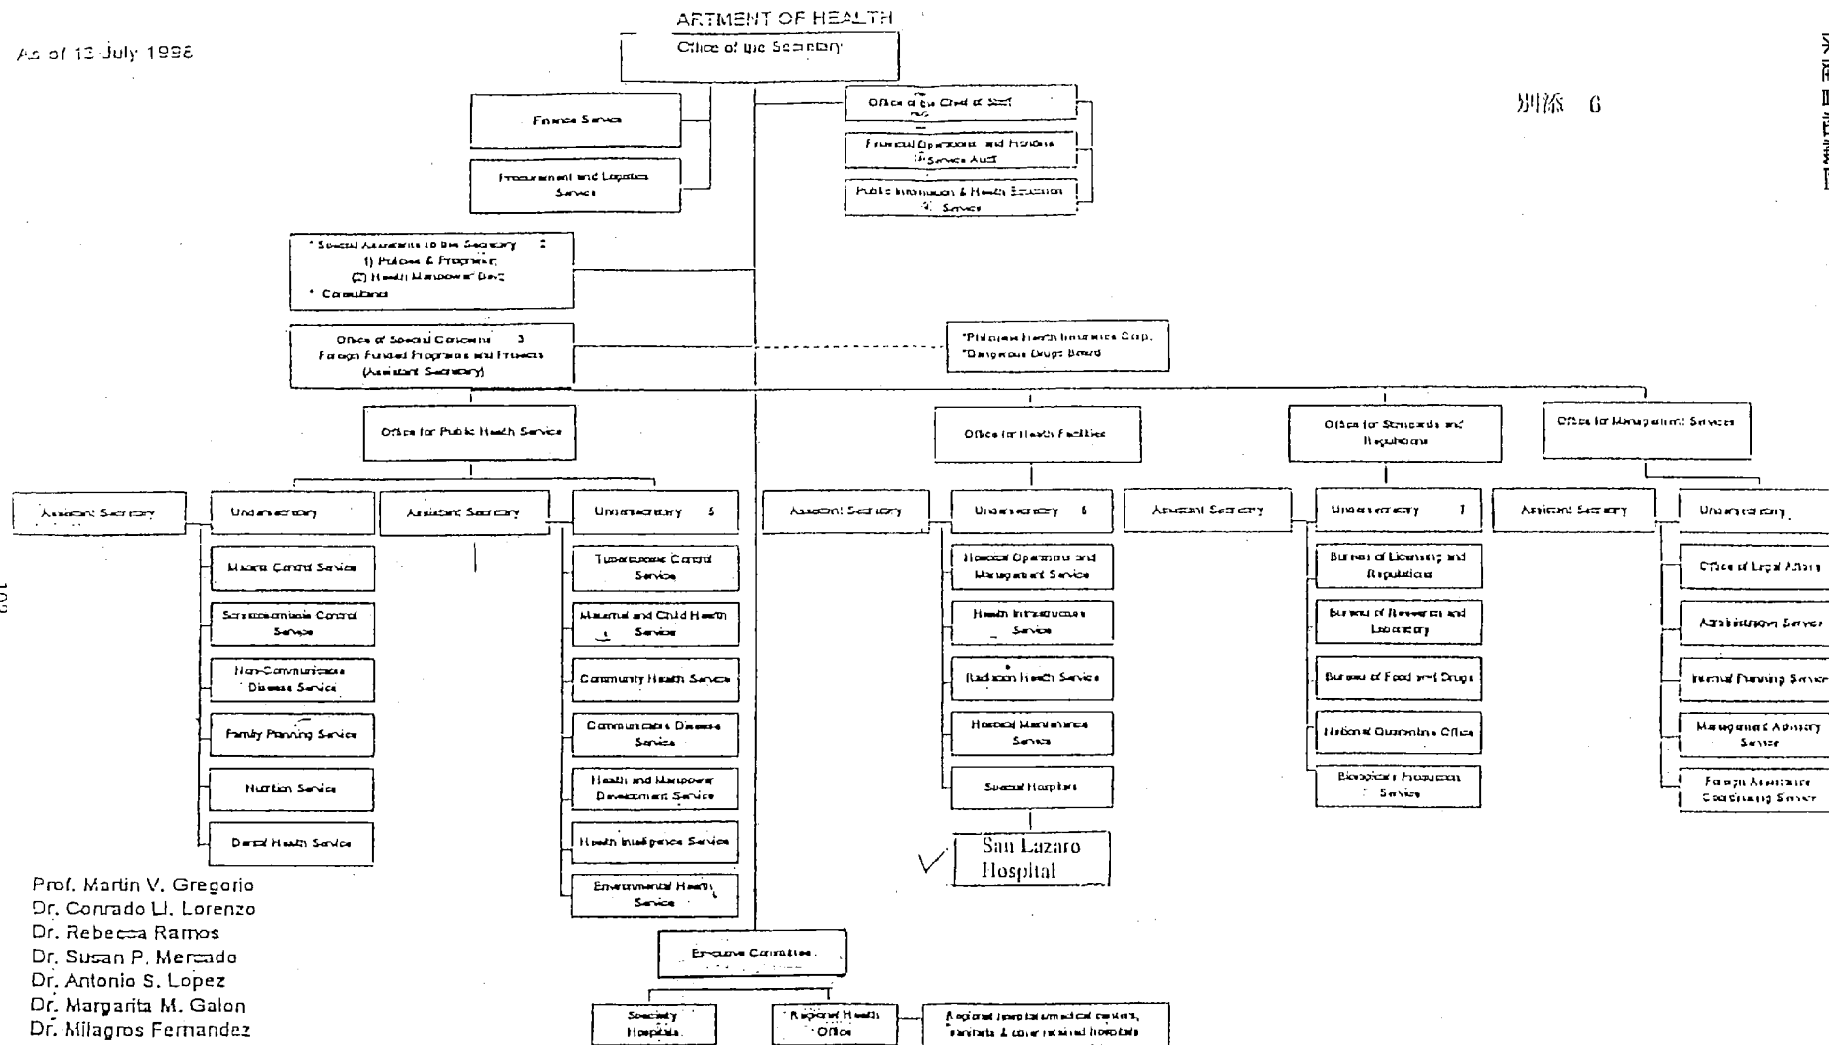 ARTMENT OF HEALTH
As of 13 July 1998
Office of the Secretary
別添 6
Finance Service
Office of the Chief of Staff
Procurement and Logistics
Service
Financial Operations and
Service Audit
Public Information & Health Education
Service
* Special Assistants to the Secretary 2
1) Policies & Programs
(2) Health Manpower Dev't
* Consultants
Office of Special Concerns 3
Foreign Funded Programs and Projects
(Assistant Secretary)
*Philippine Health Insurance Corp.
*Dangerous Drugs Board
Office for Public Health Service
Office for Health Facilities
Office for Standards and
Regulations
Office for Management Services
Assistant Secretary
Undersecretary
Assistant Secretary
Undersecretary 5
Assistant Secretary
Undersecretary 6
Assistant Secretary
Undersecretary 7
Assistant Secretary
Undersecretary
Malaria Control Service
Schistosomiasis Control
Service
Non-Communicable
Disease Service
Family Planning Service
Nutrition Service
Dental Health Service
Tuberculosis Control
Service
Maternal and Child Health
Service
Community Health Service
Communicable Disease
Service
Health and Manpower
Development Service
Health Intelligence Service
Environmental Health
Service
Hospital Operations and
Management Service
Health Infrastructure
Service
Radiation Health Service
Hospital Maintenance
Service
Special Hospitals
San Lazaro
Hospital
Bureau of Licensing and
Regulations
Bureau of Research and
Laboratory
Bureau of Food and Drugs
National Quarantine Office
Biologicals Production
Service
Office of Legal Affairs
Administrative Service
Internal Planning Service
Management Advisory
Service
Foreign Assistance
Coordinating Service
Prof. Martin V. Gregorio
Dr. Conrado Ll. Lorenzo
Dr. Rebecca Ramos
Dr. Susan P. Mercado
Dr. Antonio S. Lopez
Dr. Margarita M. Galon
Dr. Milagros Fernandez
Executive Committee
Specialty
Hospitals
Regional Health
Office
Regional hospitals/medical centers,
sanitaria & other retained hospitals